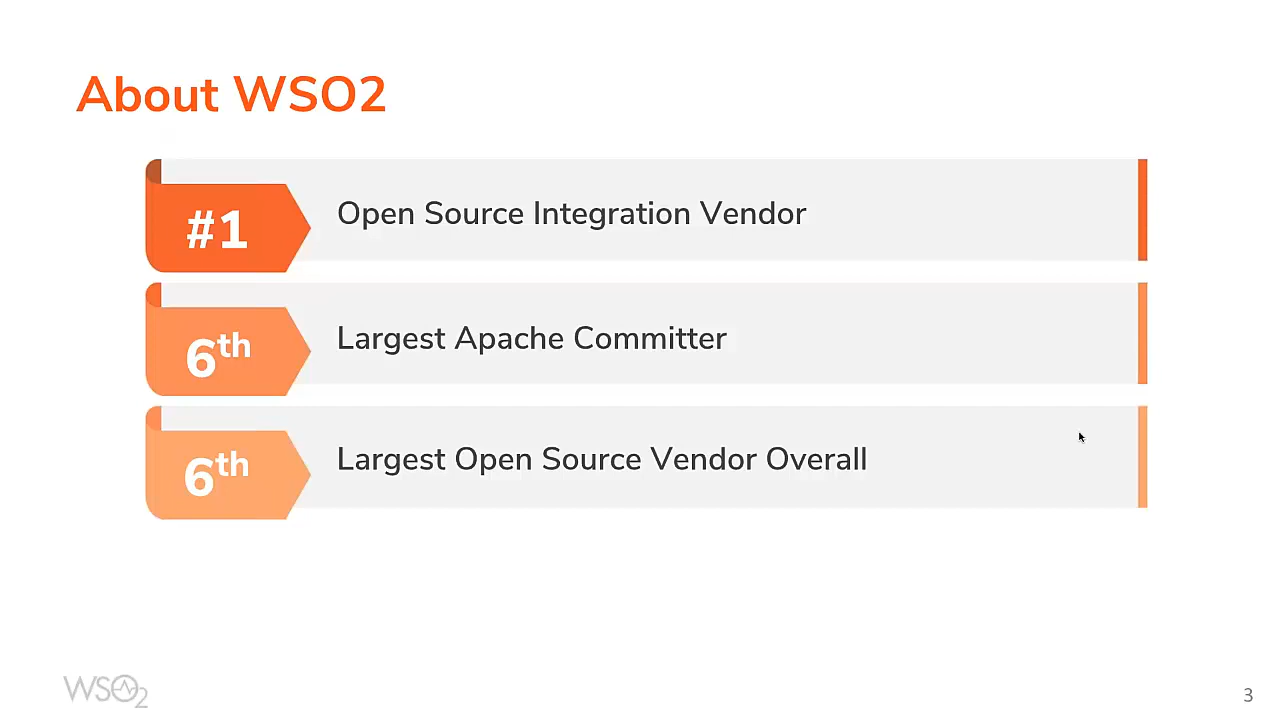 About WSO2
#1
Open Source Integration Vendor
6th
Largest Apache Committer
6th
Largest Open Source Vendor Overall
WSO2
3